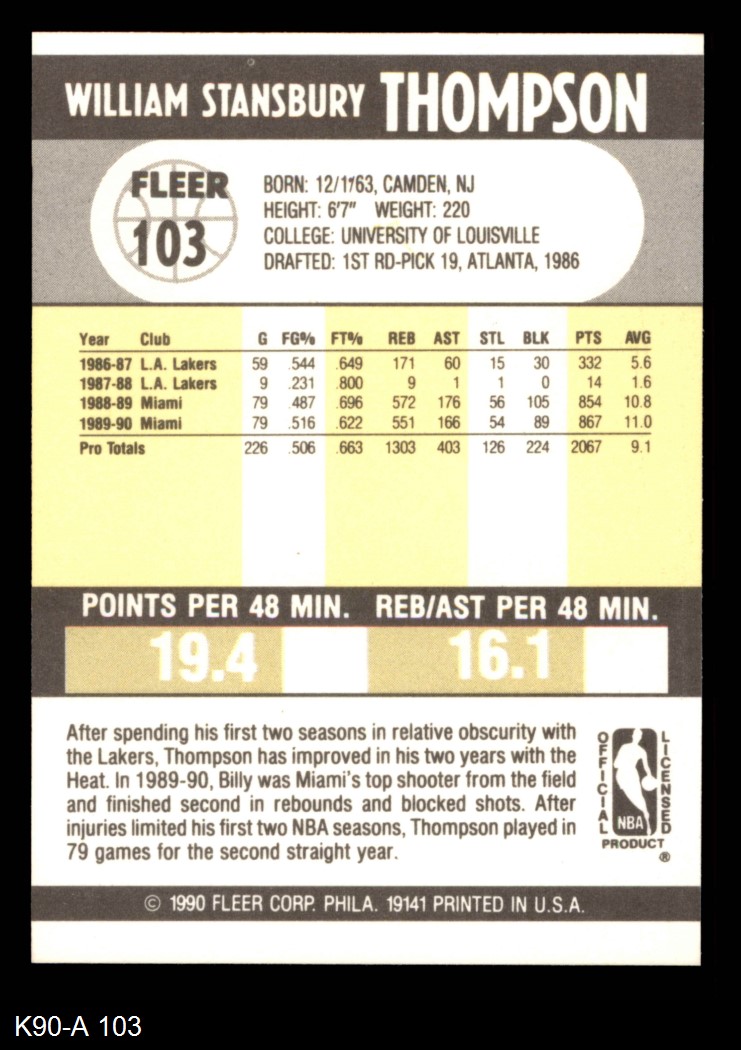 WILLIAM STANSBURY THOMPSON
FLEER
103
BORN: 12/1/63, CAMDEN, NJ
HEIGHT: 6'7" WEIGHT: 220
COLLEGE: UNIVERSITY OF LOUISVILLE
DRAFTED: 1ST RD-PICK 19, ATLANTA, 1986
Year Club G FG% FT% REB AST STL BLK PTS AVG
1986-87 L.A. Lakers 59 .544 .649 171 60 15 30 332 5.6
1987-88 L.A. Lakers 9 .231 .800 9 1 1 0 14 1.6
1988-89 Miami 79 .487 .696 572 176 56 105 854 10.8
1989-90 Miami 79 .516 .622 551 166 54 89 867 11.0
Pro Totals 226 .506 .663 1303 403 126 224 2067 9.1
POINTS PER 48 MIN. REB/AST PER 48 MIN.
19.4 16.1
After spending his first two seasons in relative obscurity with
the Lakers, Thompson has improved in his two years with the
Heat. In 1989-90, Billy was Miami's top shooter from the field
and finished second in rebounds and blocked shots. After
injuries limited his first two NBA seasons, Thompson played in
79 games for the second straight year.
OFFICIAL LICENSED
NBA
PRODUCT
®
© 1990 FLEER CORP. PHILA. 19141 PRINTED IN U.S.A.
K90-A 103